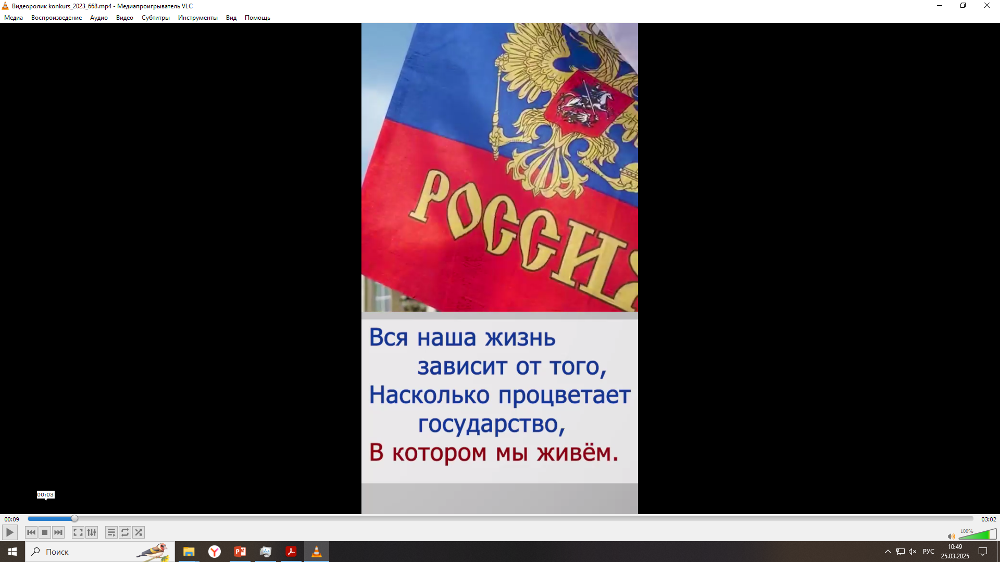 Видеоролик konkurs_2023_668.mp4 - Медиапроигрыватель VLC
Медиа Воспроизведение Аудио Видео Субтитры Инструменты Вид Помощь
РОССИЯ
Вся наша жизнь
зависит от того,
Насколько процветает
государство,
В котором мы живём.
00:03
00:09
03:02
100%
Поиск
РУС
10:49
25.03.2025